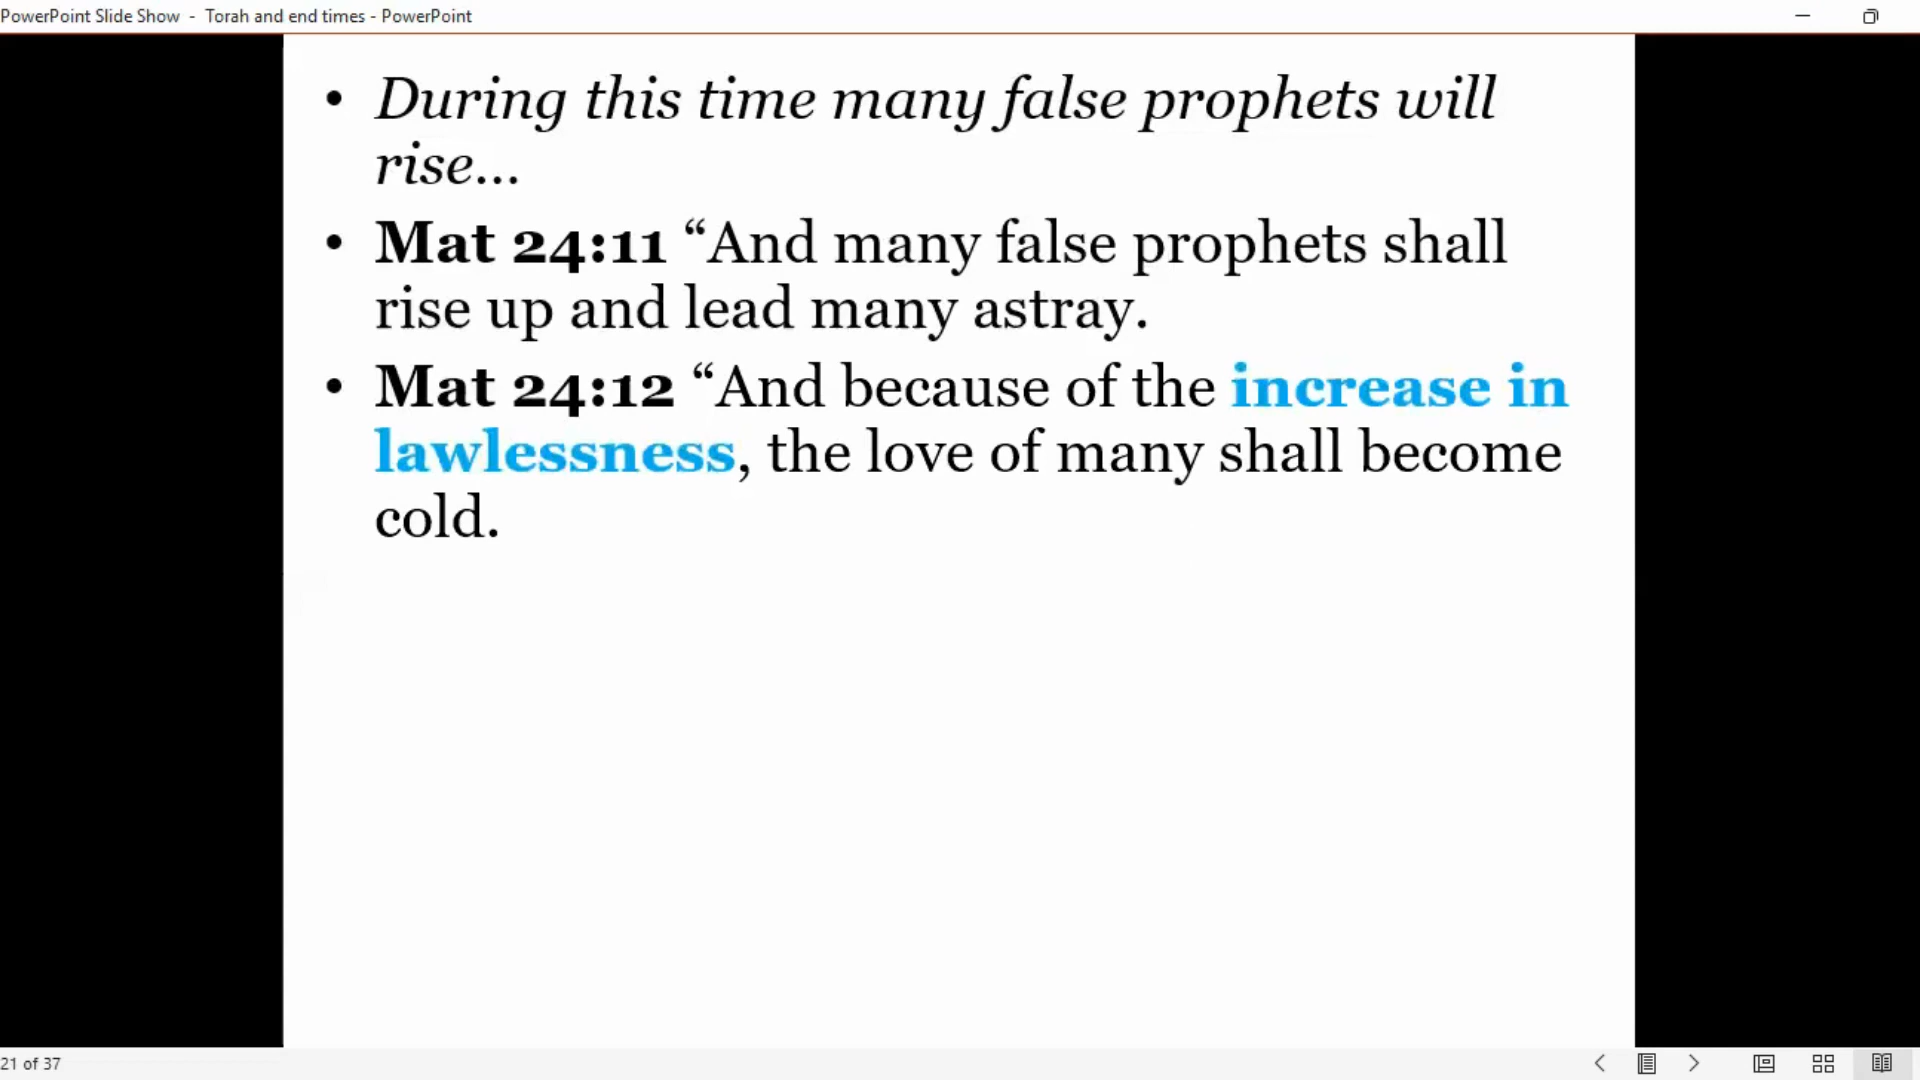 PowerPoint Slide Show - Torah and end times - PowerPoint
• During this time many false prophets will
rise...
• Mat 24:11 “And many false prophets shall
rise up and lead many astray.
• Mat 24:12 “And because of the increase in
lawlessness, the love of many shall become
cold.
21 of 37